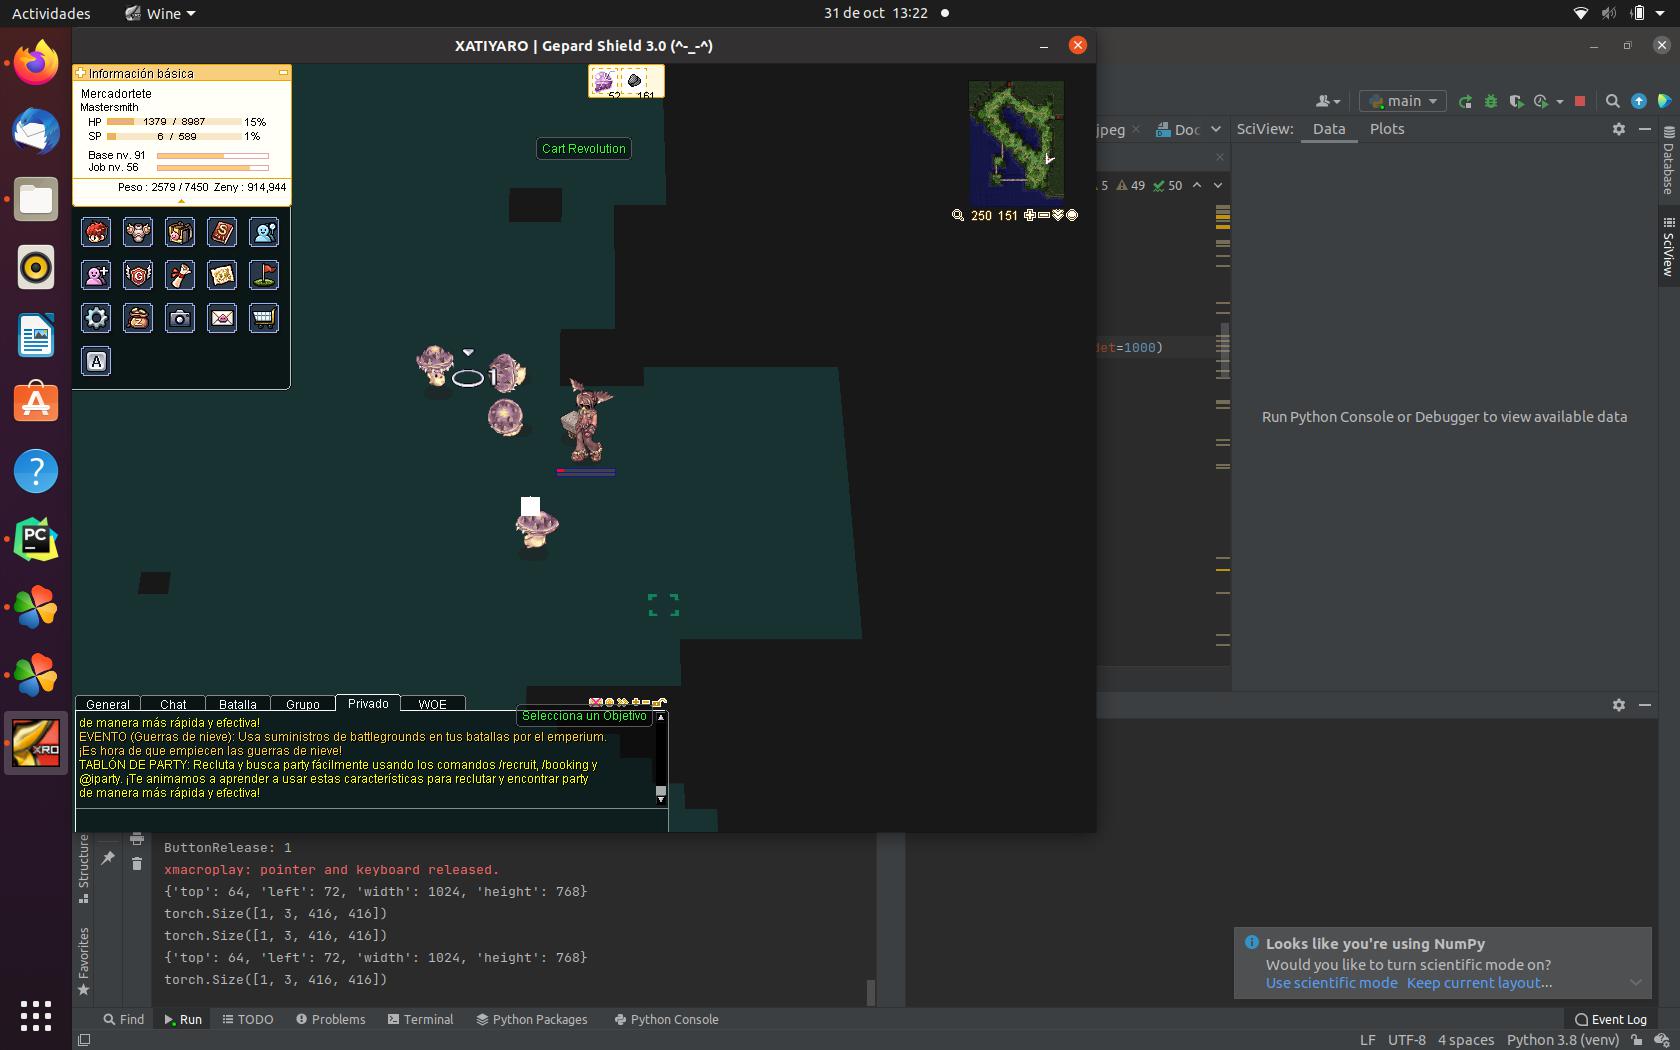 Actividades
Wine
31 de oct 13:22
XATIYARO | Gepard Shield 3.0 (^-_-^)
Información básica
Mercadortete
Mastersmith
HP 1379 / 8987 15%
SP 6 / 589 1%
Base nv. 91
Job nv. 56
Peso : 2579 / 7450 Zeny : 914,944
52 161
Cart Revolution
250 151
A
1
General
Chat
Batalla
Grupo
Privado
WOE
Selecciona un Objetivo
de manera más rápida y efectiva!
EVENTO (Guerras de nieve): Usa suministros de battlegrounds en tus batallas por el emperium.
¡Es hora de que empiecen las guerras de nieve!
TABLÓN DE PARTY: Recluta y busca party fácilmente usando los comandos /recruit, /booking y
@iparty. ¡Te animamos a aprender a usar estas características para reclutar y encontrar party
de manera más rápida y efectiva!
main
jpeg
Doc
SciView:
Data
Plots
5 49 50
det=1000)
Database
SciView
Run Python Console or Debugger to view available data
PC
XRO
Structure
Favorites
ButtonRelease: 1
xmacroplay: pointer and keyboard released.
{'top': 64, 'left': 72, 'width': 1024, 'height': 768}
torch.Size([1, 3, 416, 416])
torch.Size([1, 3, 416, 416])
{'top': 64, 'left': 72, 'width': 1024, 'height': 768}
torch.Size([1, 3, 416, 416])
Looks like you're using NumPy
Would you like to turn scientific mode on?
Use scientific mode Keep current layout...
Find
Run
TODO
Problems
Terminal
Python Packages
Python Console
Event Log
LF UTF-8 4 spaces Python 3.8 (venv)